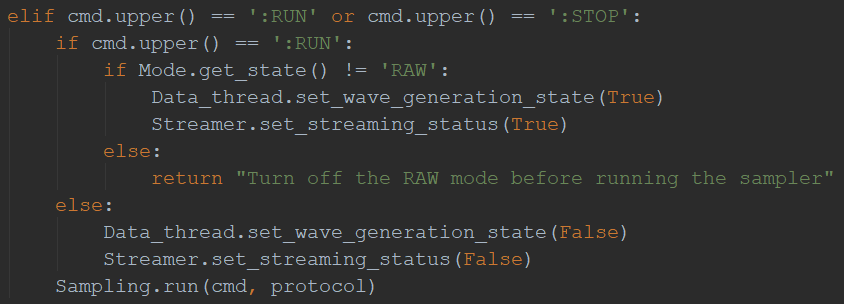 elif cmd.upper() == ':RUN' or cmd.upper() == ':STOP':
    if cmd.upper() == ':RUN':
        if Mode.get_state() != 'RAW':
            Data_thread.set_wave_generation_state(True)
            Streamer.set_streaming_status(True)
        else:
            return "Turn off the RAW mode before running the sampler"
    else:
        Data_thread.set_wave_generation_state(False)
        Streamer.set_streaming_status(False)
    Sampling.run(cmd, protocol)